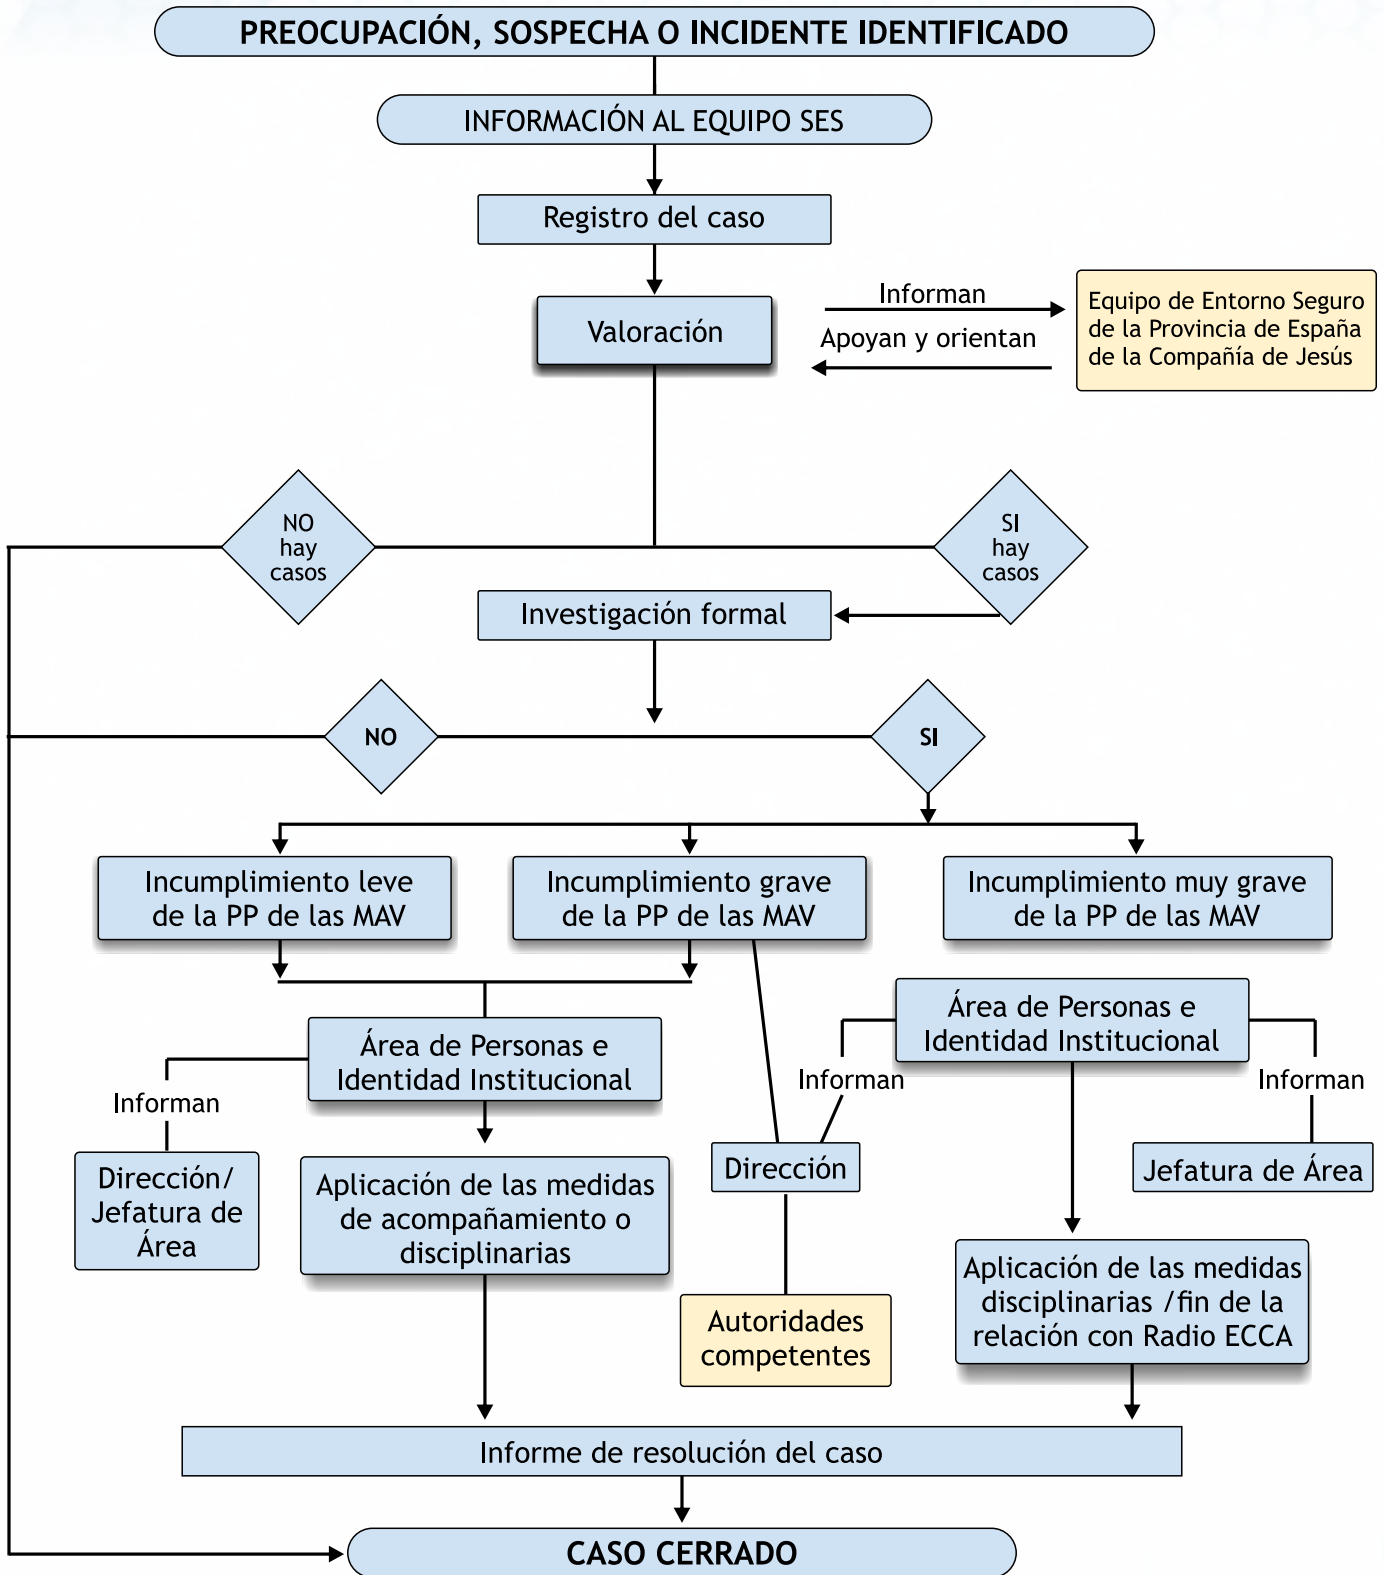 PREOCUPACIÓN, SOSPECHA O INCIDENTE IDENTIFICADO
INFORMACIÓN AL EQUIPO SES
Registro del caso
Valoración
Informan
Apoyan y orientan
Equipo de Entorno Seguro
de la Provincia de España
de la Compañía de Jesús
NO
hay
casos
SI
hay
casos
Investigación formal
NO
SI
Incumplimiento leve
de la PP de las MAV
Incumplimiento grave
de la PP de las MAV
Incumplimiento muy grave
de la PP de las MAV
Área de Personas e
Identidad Institucional
Área de Personas e
Identidad Institucional
Informan
Informan
Informan
Dirección/
Jefatura de
Área
Aplicación de las medidas
de acompañamiento o
disciplinarias
Dirección
Jefatura de Área
Autoridades
competentes
Aplicación de las medidas
disciplinarias /fin de la
relación con Radio ECCA
Informe de resolución del caso
CASO CERRADO